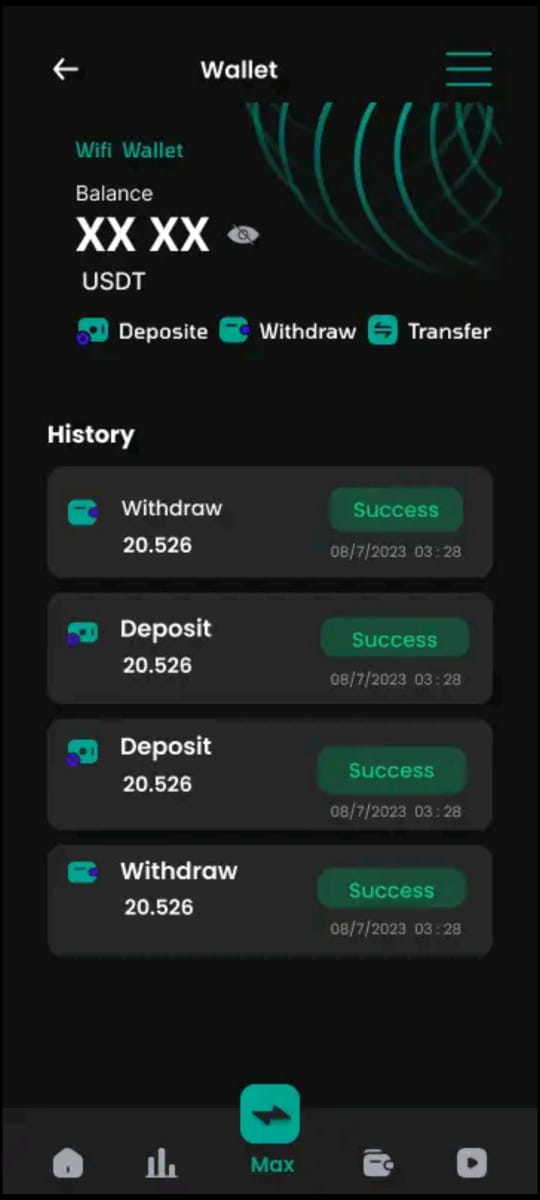 Wallet
Wifi Wallet
Balance
XX XX
USDT
Deposite Withdraw Transfer
History
Withdraw Success
20.526 08/7/2023 03:28
Deposit Success
20.526 08/7/2023 03:28
Deposit Success
20.526 08/7/2023 03:28
Withdraw Success
20.526 08/7/2023 03:28
Max